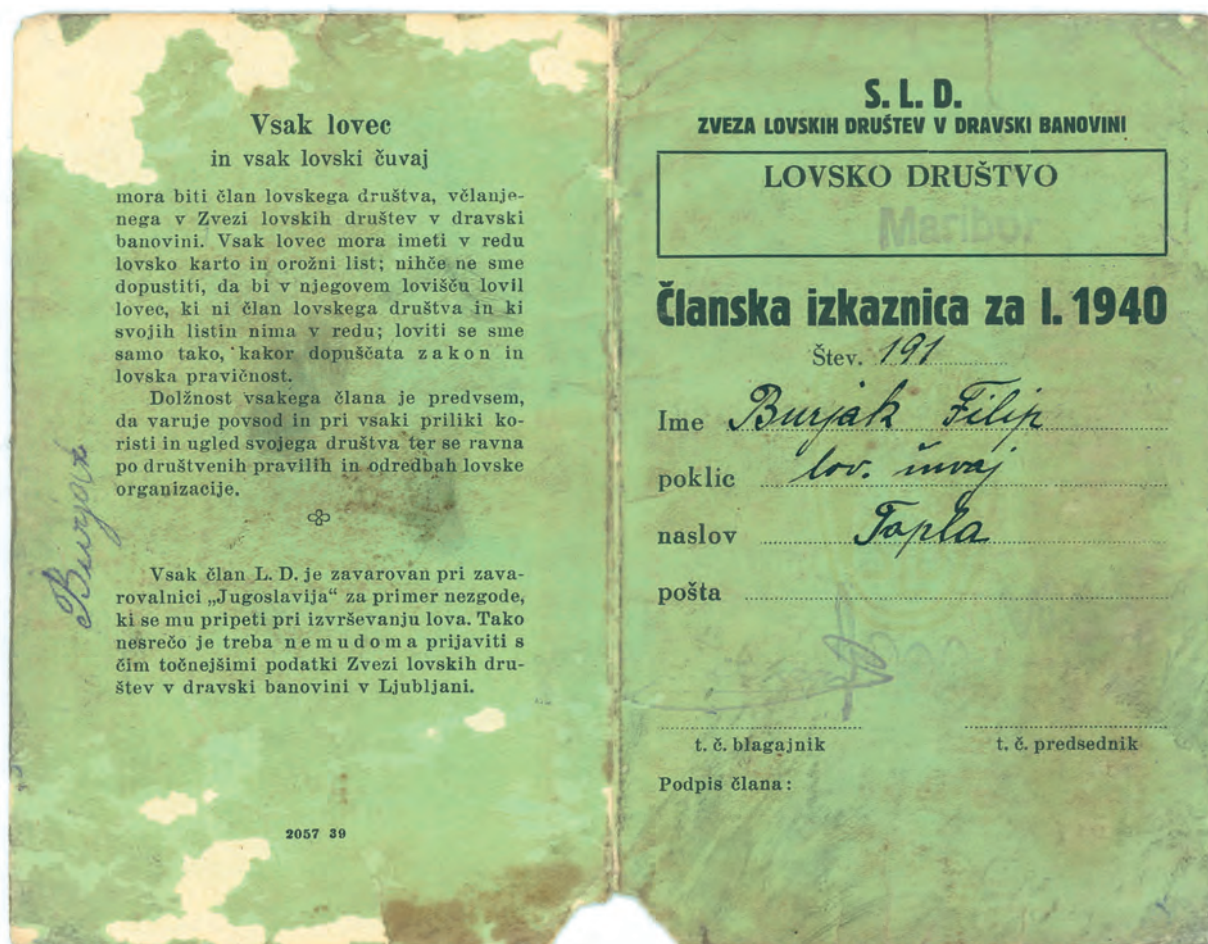 Vsak lovec
in vsak lovski čuvaj
mora biti član lovskega društva, včlanje-
nega v Zvezi lovskih društev v dravski
banovini. Vsak lovec mora imeti v redu
lovsko karto in orožni list; nihče ne sme
dopustiti, da bi v njegovem lovišču lovil
lovec, ki ni član lovskega društva in ki
svojih listin nima v redu; loviti se sme
samo tako, kakor dopuščata zakon in
lovska pravičnost.
Dolžnost vsakega člana je predvsem,
da varuje povsod in pri vsaki priliki ko-
risti in ugled svojega društva ter se ravna
po društvenih pravilih in odredbah lovske
organizacije.
Vsak član L. D. je zavarovan pri zava-
rovalnici „Jugoslavija“ za primer nezgode,
ki se mu pripeti pri izvrševanju lova. Tako
nesrečo je treba nemudoma prijaviti s
čim točnejšimi podatki Zvezi lovskih dru-
štev v dravski banovini v Ljubljani.
2057 39
S. L. D.
ZVEZA LOVSKIH DRUŠTEV V DRAVSKI BANOVINI
LOVSKO DRUŠTVO
Maribor
Članska izkaznica za l. 1940
Štev. 191
Ime Burjak Filip
poklic lov. čuvaj
naslov Topla
pošta
t. č. blagajnik t. č. predsednik
Podpis člana: